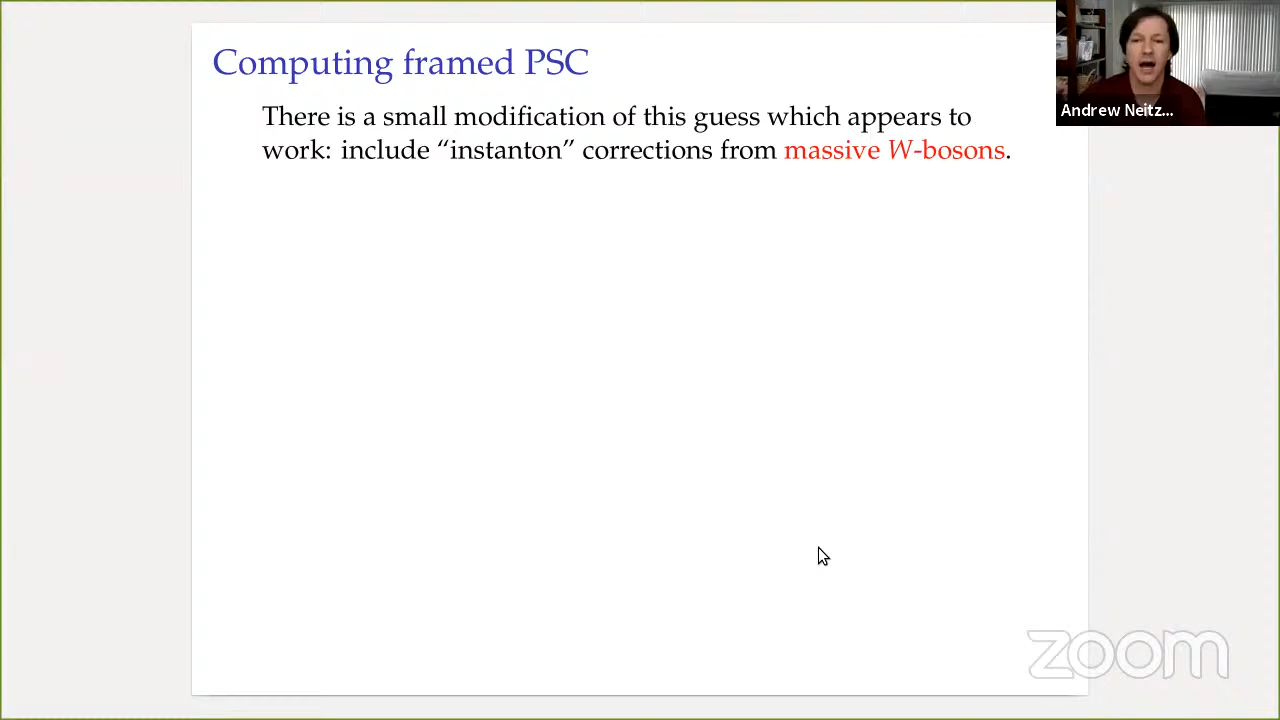 Computing framed PSC
There is a small modification of this guess which appears to
work: include “instanton” corrections from massive W-bosons.
Andrew Neitz...
zoom